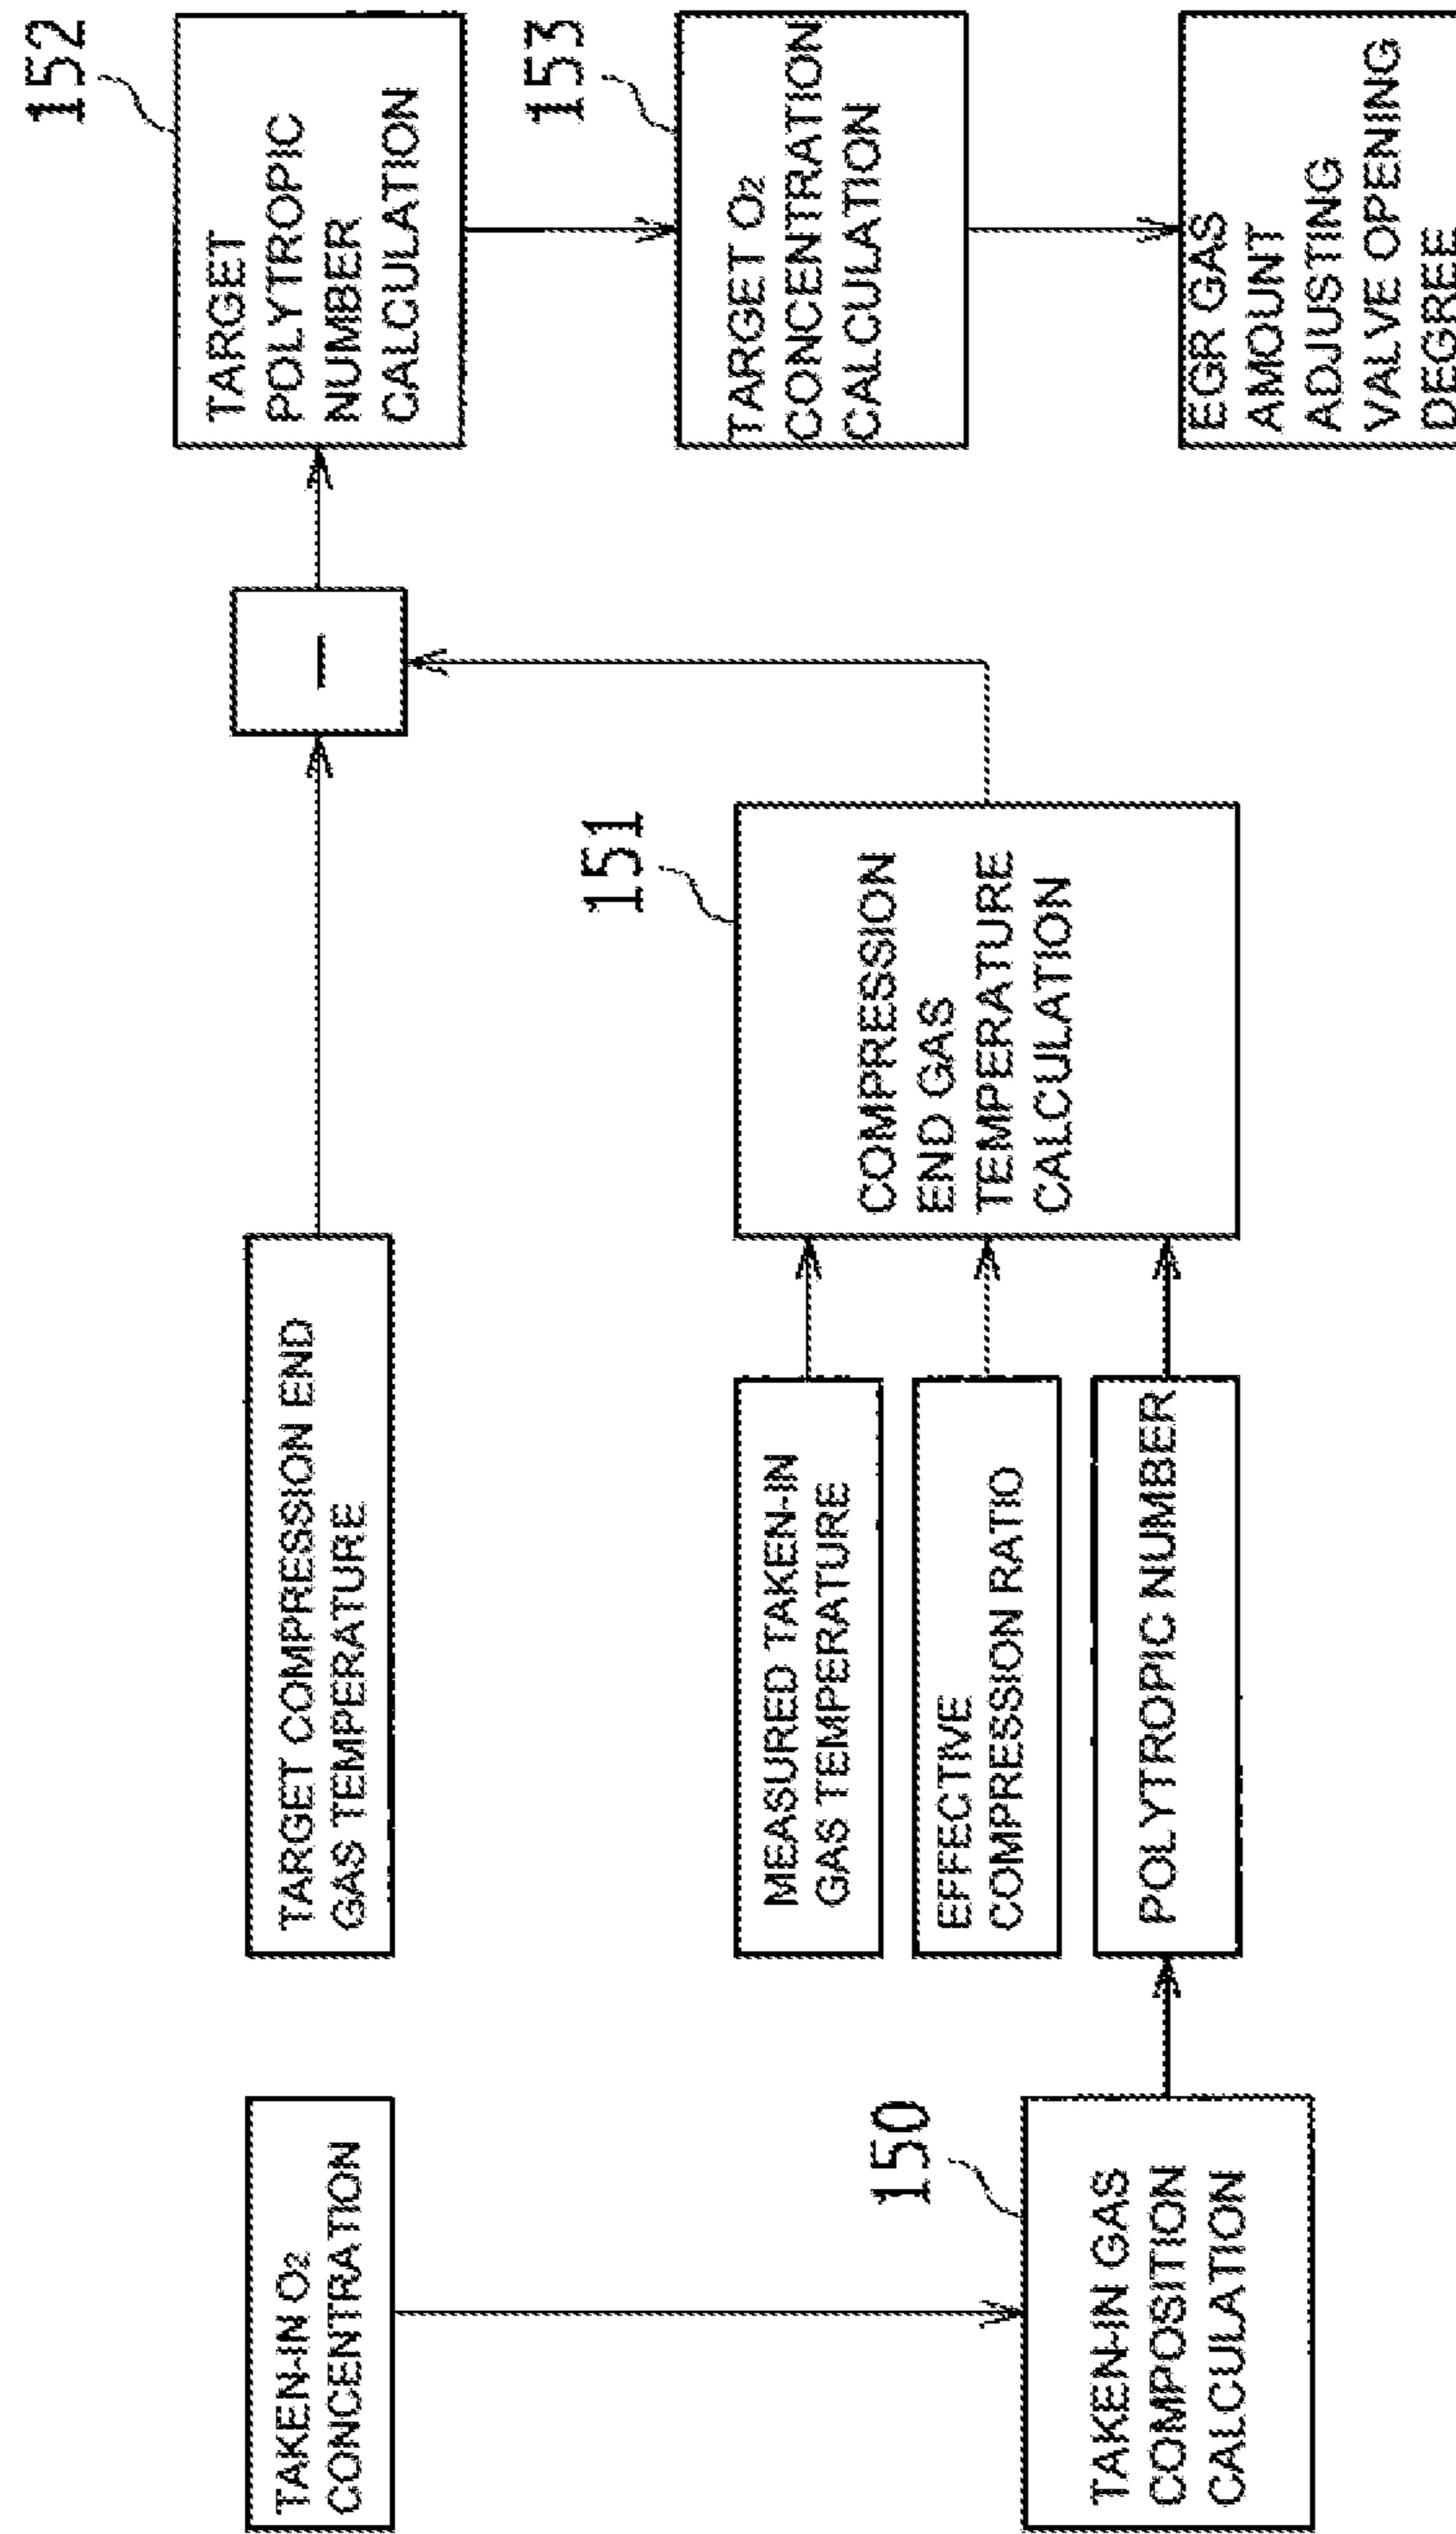 TAKEN-IN O₂
CONCENTRATION
TARGET COMPRESSION END
GAS TEMPERATURE
—
152
TARGET
POLYTROPIC
NUMBER
CALCULATION
150
TAKEN-IN GAS
COMPOSITION
CALCULATION
MEASURED TAKEN-IN
GAS TEMPERATURE
EFFECTIVE
COMPRESSION RATIO
POLYTROPIC NUMBER
151
COMPRESSION
END GAS
TEMPERATURE
CALCULATION
153
TARGET O₂
CONCENTRATION
CALCULATION
EGR GAS
AMOUNT
ADJUSTING
VALVE OPENING
DEGREE